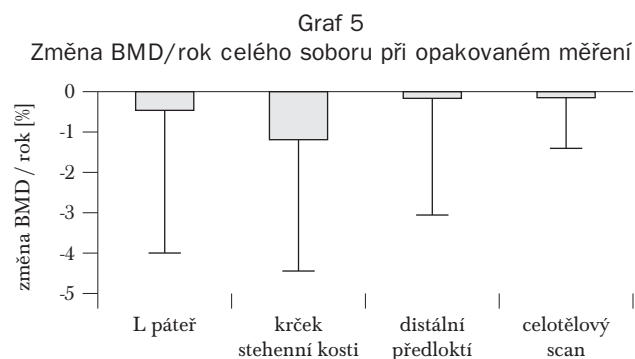 Graf 5
Změna BMD/rok celého soboru při opakovaném měření
změna BMD / rok [%]
0
-1
-2
-3
-4
-5
L páteř
krček
stehenní kosti
distální
předloktí
celotělový
scan